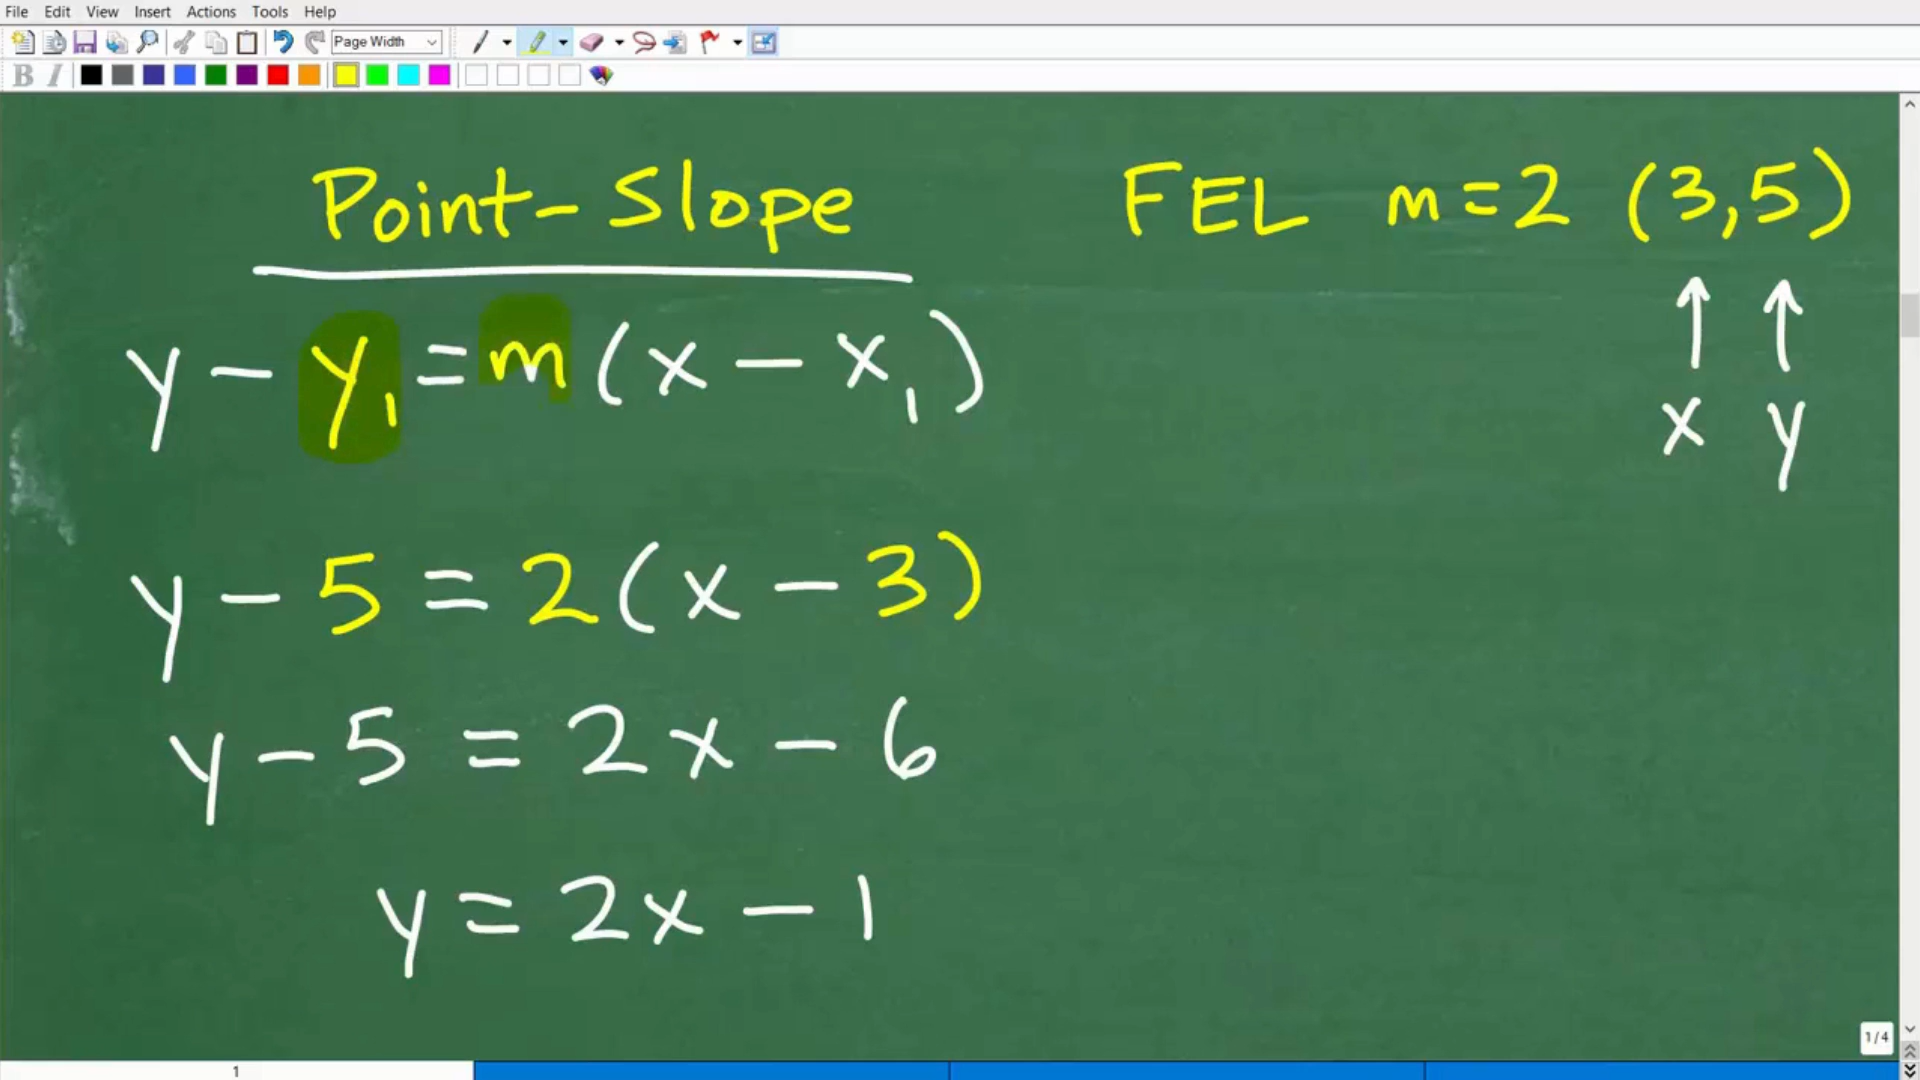 File Edit View Insert Actions Tools Help
Page Width
B I
Point-Slope
FEL m=2 (3,5)
y - y₁ = m(x - x₁)
x y
y - 5 = 2(x - 3)
y - 5 = 2x - 6
y = 2x - 1
1/4
1